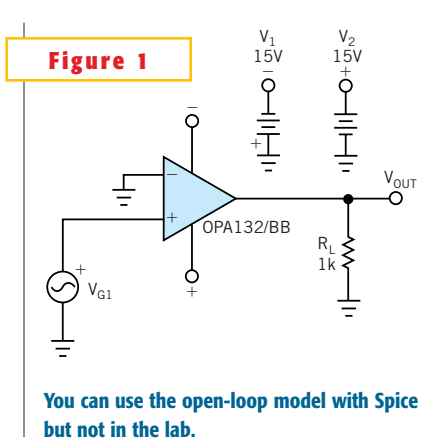 Figure 1
V1
15V
−
+
V2
15V
+
−
−
+
OPA132/BB
+
+
VG1
VOUT
RL
1k
You can use the open-loop model with Spice
but not in the lab.